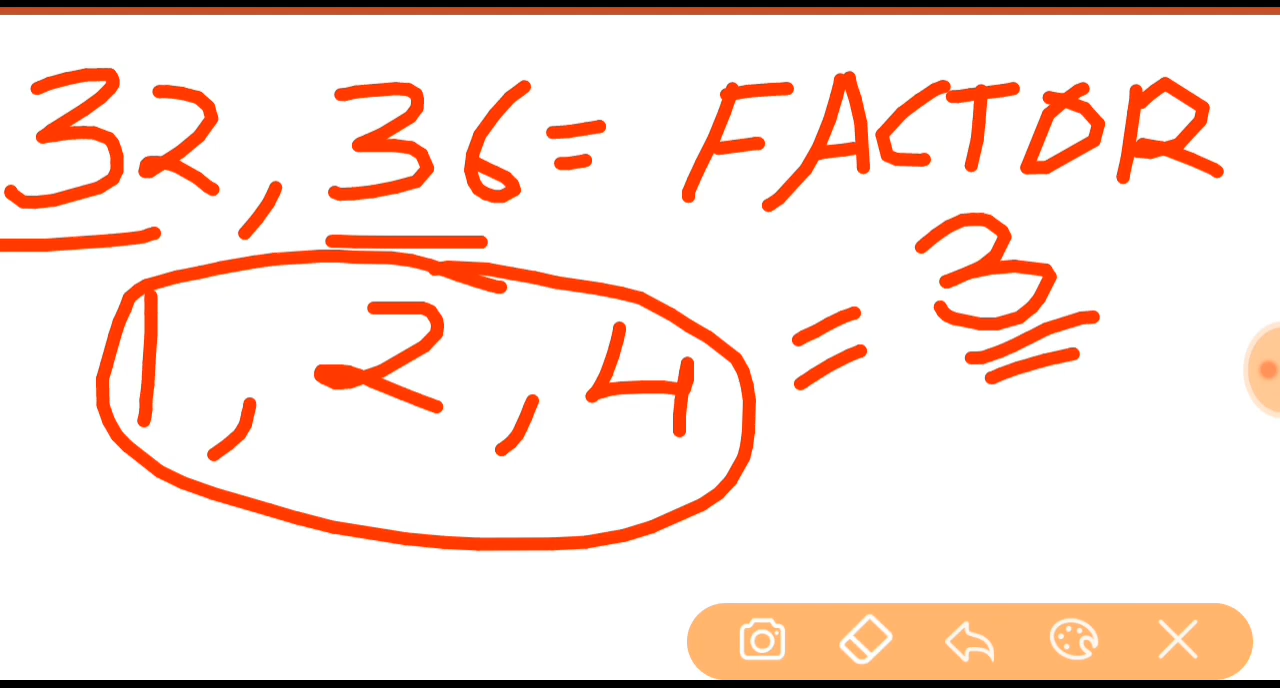 32, 36 = FACTOR
1, 2, 4 = 3